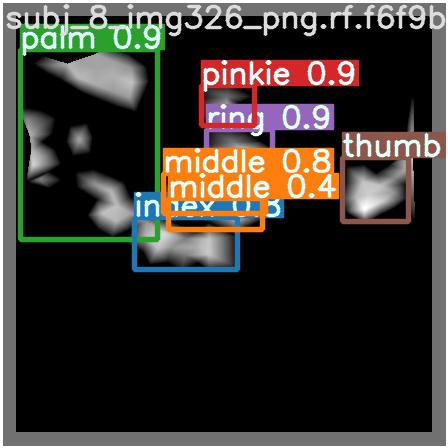 subj_8_img326_png.rf.f6f9b
palm 0.9
pinkie 0.9
ring 0.9
thumb
middle 0.8
middle 0.4
index 0.8